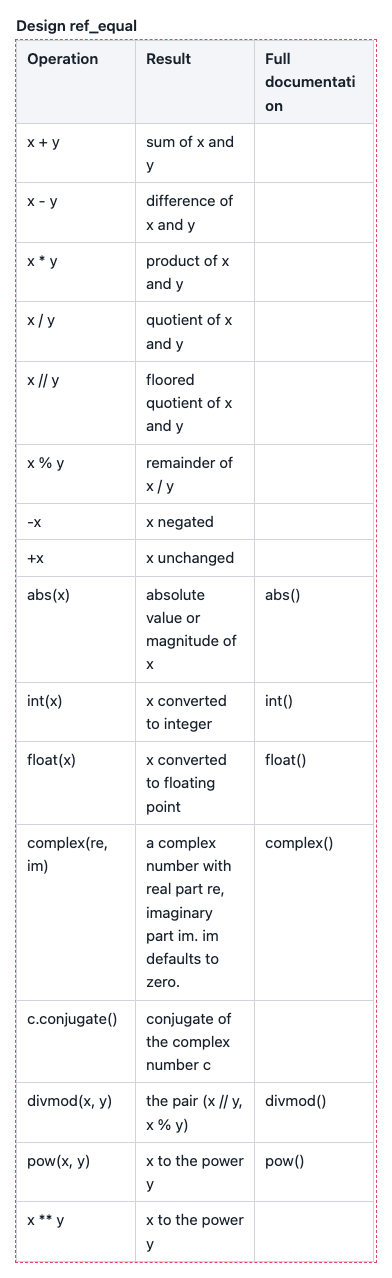 Design ref_equal
Operation
Result
Full
documentati
on
x + y
sum of x and
y
x - y
difference of
x and y
x * y
product of x
and y
x / y
quotient of x
and y
x // y
floored
quotient of x
and y
x % y
remainder of
x / y
-x
x negated
+x
x unchanged
abs(x)
absolute
value or
magnitude of
x
abs()
int(x)
x converted
to integer
int()
float(x)
x converted
to floating
point
float()
complex(re,
im)
a complex
number with
real part re,
imaginary
part im. im
defaults to
zero.
complex()
c.conjugate()
conjugate of
the complex
number c
divmod(x, y)
the pair (x // y,
x % y)
divmod()
pow(x, y)
x to the power
y
pow()
x ** y
x to the power
y